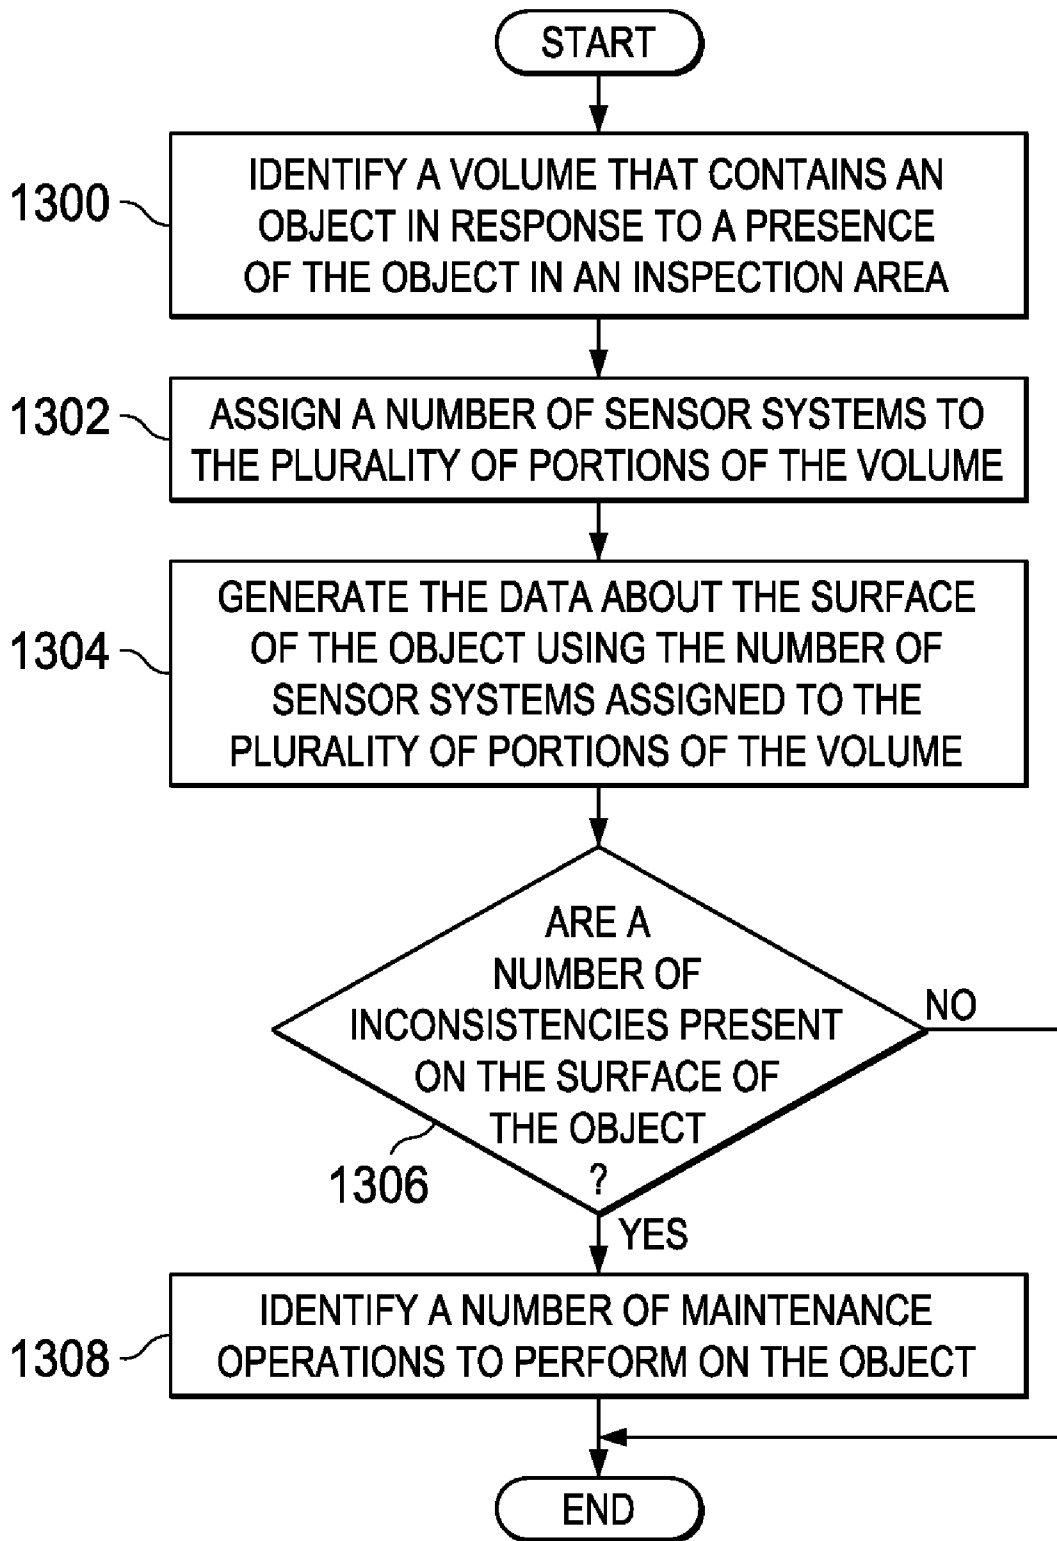 START
1300
IDENTIFY A VOLUME THAT CONTAINS AN
OBJECT IN RESPONSE TO A PRESENCE
OF THE OBJECT IN AN INSPECTION AREA
1302
ASSIGN A NUMBER OF SENSOR SYSTEMS TO
THE PLURALITY OF PORTIONS OF THE VOLUME
1304
GENERATE THE DATA ABOUT THE SURFACE
OF THE OBJECT USING THE NUMBER OF
SENSOR SYSTEMS ASSIGNED TO THE
PLURALITY OF PORTIONS OF THE VOLUME
ARE A
NUMBER OF
INCONSISTENCIES PRESENT
ON THE SURFACE OF
THE OBJECT
?
NO
1306
YES
1308
IDENTIFY A NUMBER OF MAINTENANCE
OPERATIONS TO PERFORM ON THE OBJECT
END